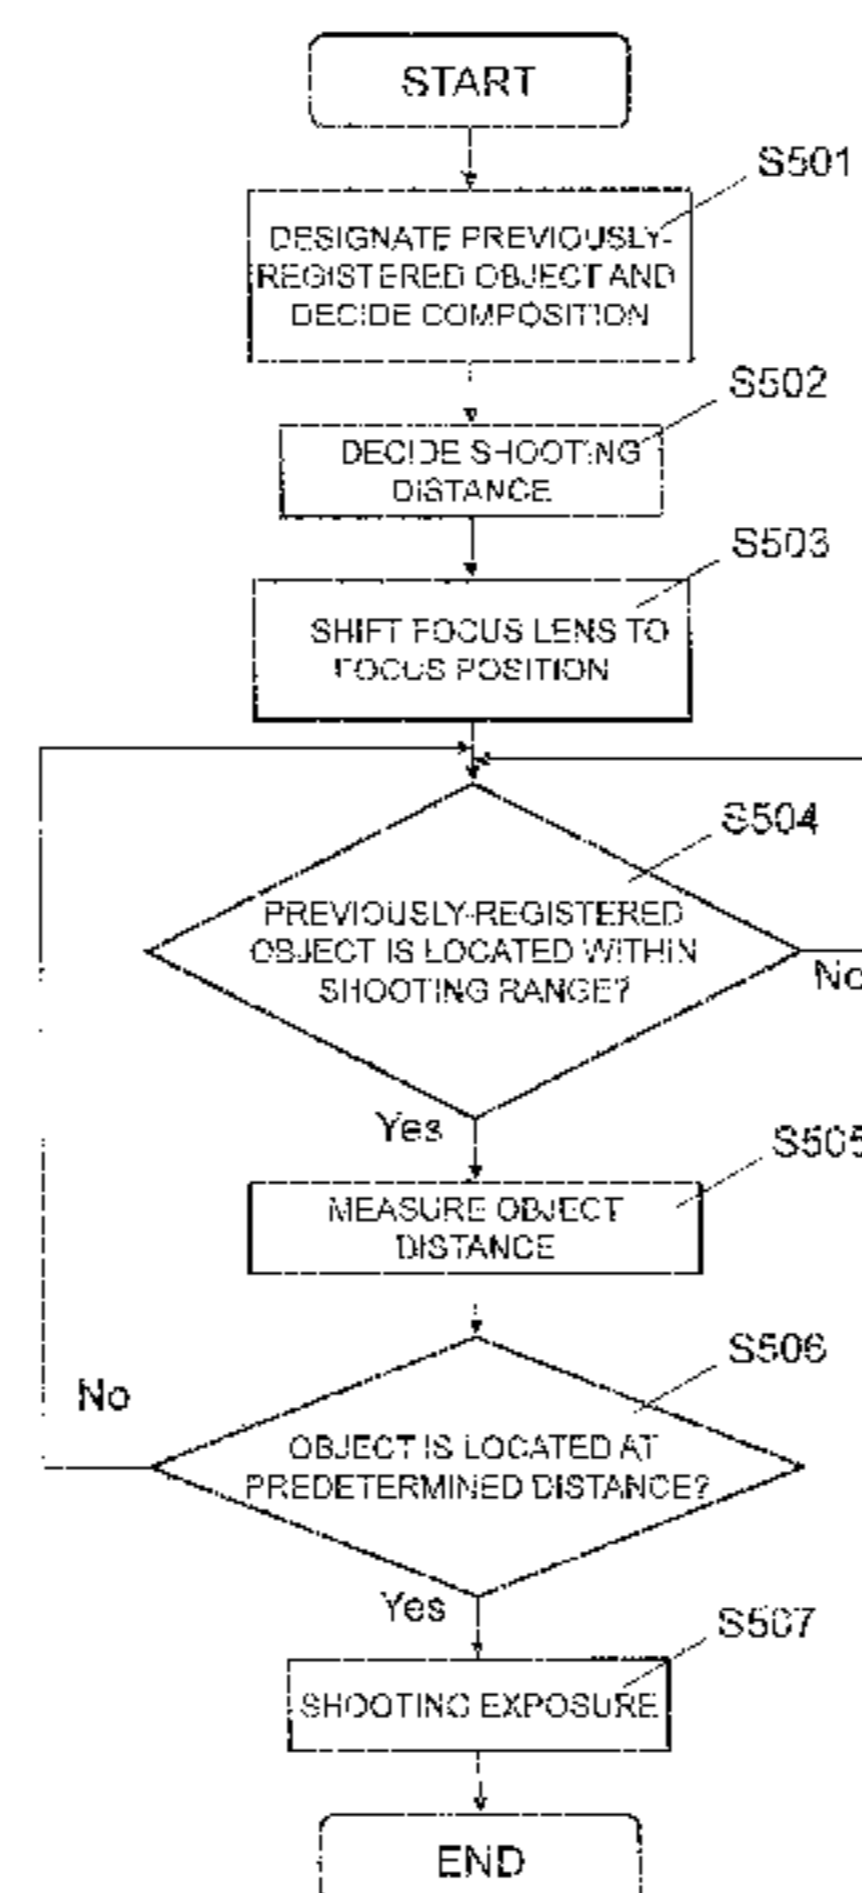 START
S501
DESIGNATE PREVIOUSLY-
REGISTERED OBJECT AND
DECIDE COMPOSITION
S502
DECIDE SHOOTING
DISTANCE
S503
SHIFT FOCUS LENS TO
FOCUS POSITION
S504
PREVIOUSLY-REGISTERED
OBJECT IS LOCATED WITHIN
SHOOTING RANGE?
No
Yes
S505
MEASURE OBJECT
DISTANCE
S506
No
OBJECT IS LOCATED AT
PREDETERMINED DISTANCE?
Yes
S507
SHOOTING EXPOSURE
END